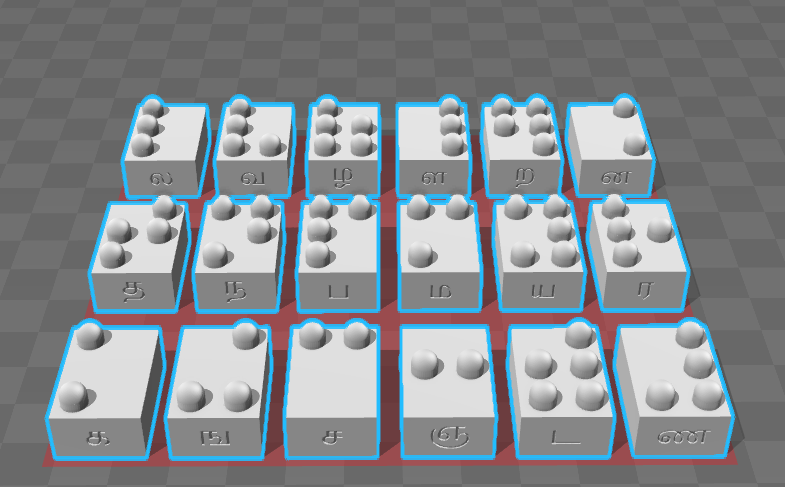 ல வ ழ ள ற ன
த ந ப ம ய ர
க ங ச ஞ ட ண